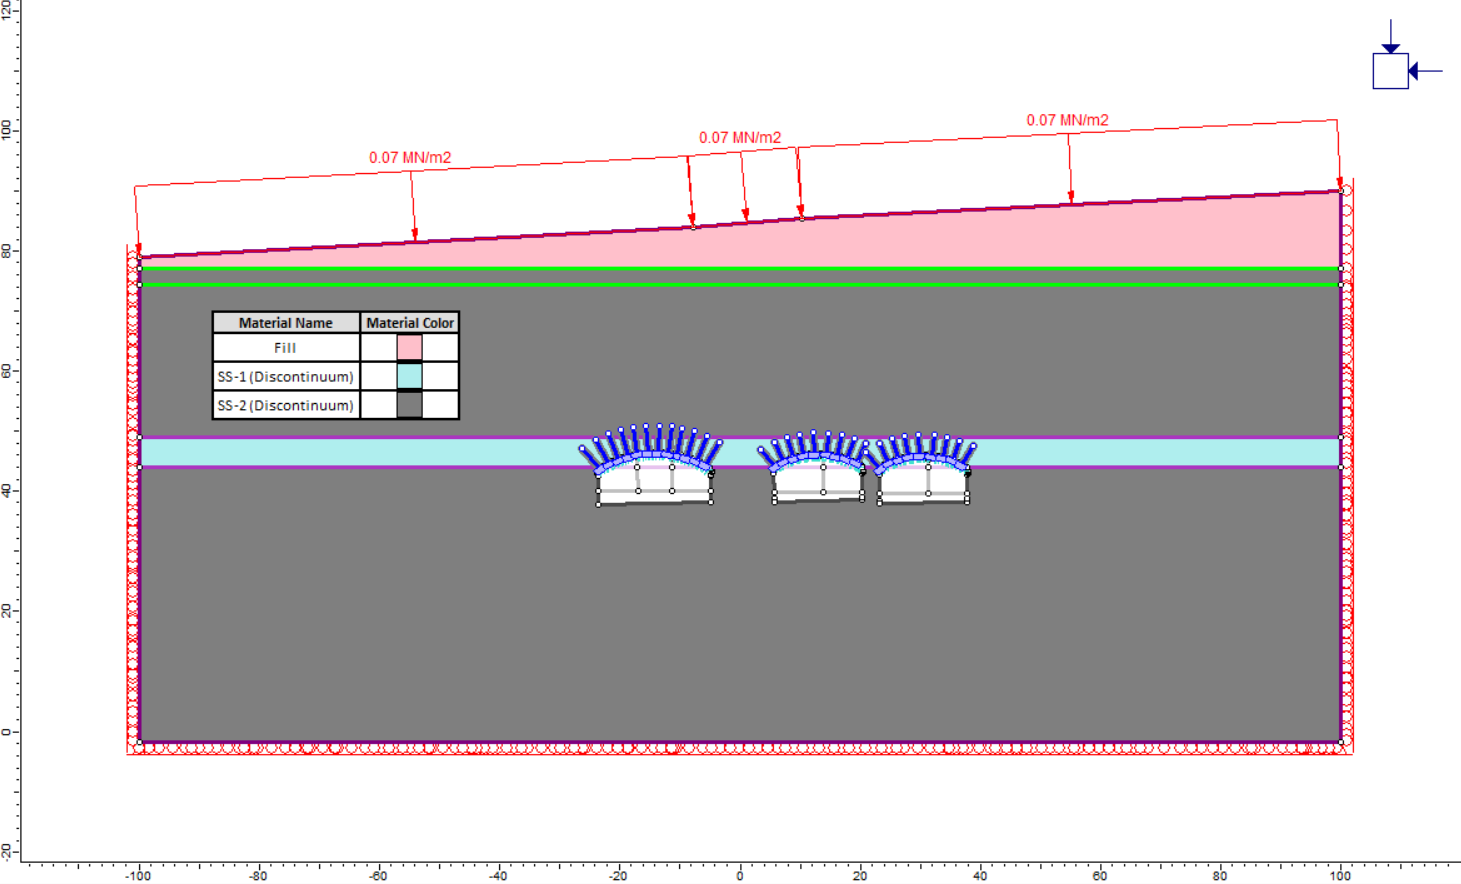 120
100
80
60
40
20
0
-20
0.07 MN/m2
0.07 MN/m2
0.07 MN/m2
Material Name Material Color
Fill
SS-1 (Discontinuum)
SS-2 (Discontinuum)
-100 -80 -60 -40 -20 0 20 40 60 80 100